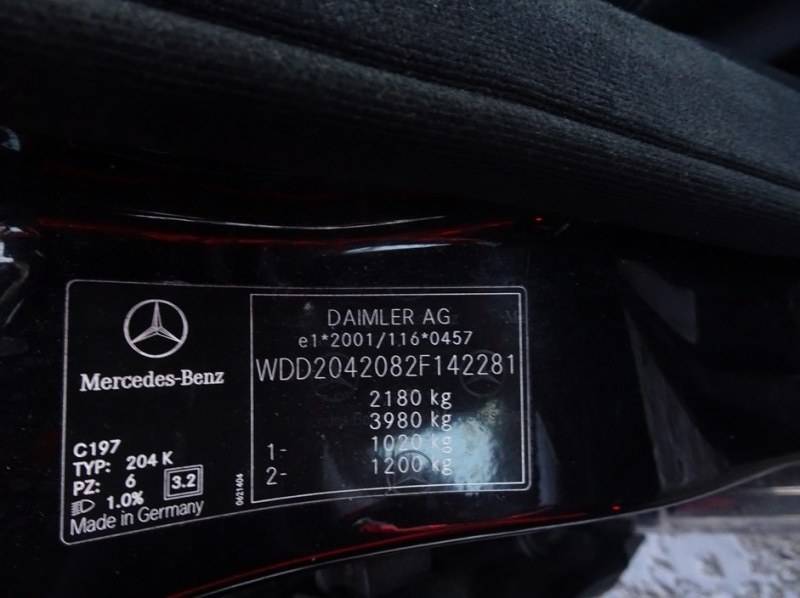 Mercedes-Benz
C197
TYP: 204 K
PZ: 6
3.2
1.0%
Made in Germany
0621404
DAIMLER AG
e1*2001/116*0457
WDD2042082F142281
2180 kg
3980 kg
1- 1020 kg
2- 1200 kg